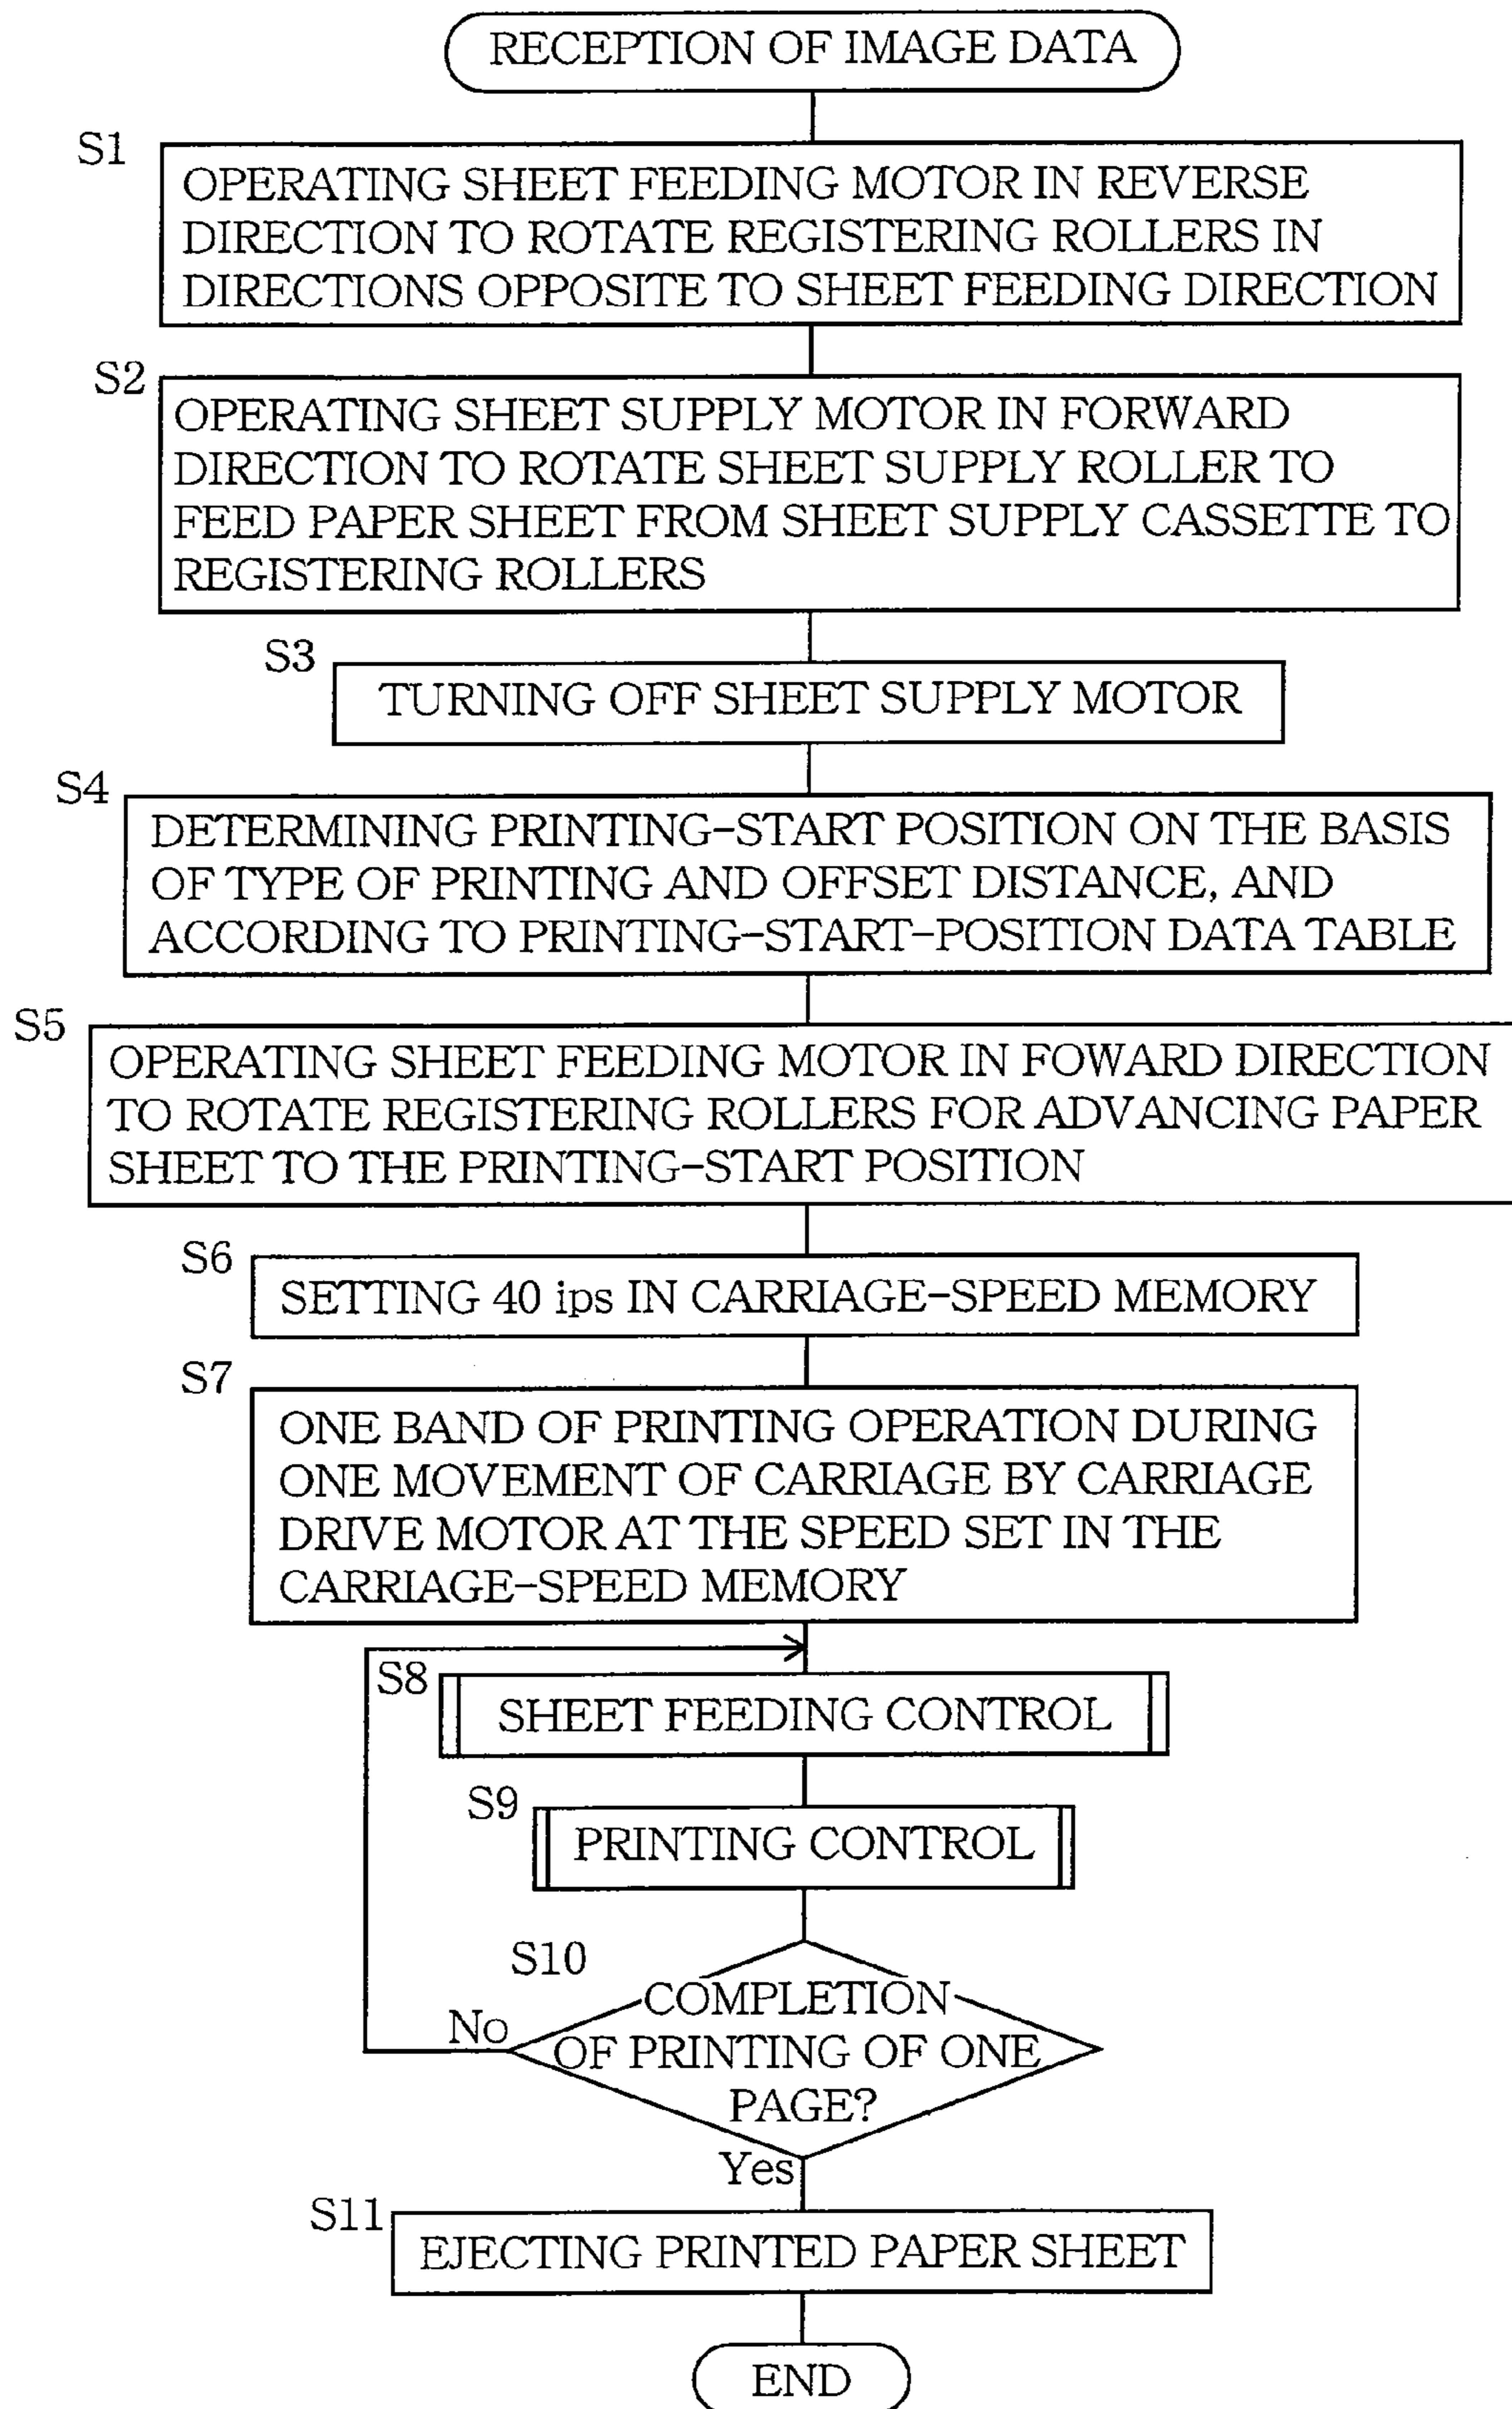 RECEPTION OF IMAGE DATA
S1
OPERATING SHEET FEEDING MOTOR IN REVERSE
DIRECTION TO ROTATE REGISTERING ROLLERS IN
DIRECTIONS OPPOSITE TO SHEET FEEDING DIRECTION
S2
OPERATING SHEET SUPPLY MOTOR IN FORWARD
DIRECTION TO ROTATE SHEET SUPPLY ROLLER TO
FEED PAPER SHEET FROM SHEET SUPPLY CASSETTE TO
REGISTERING ROLLERS
S3
TURNING OFF SHEET SUPPLY MOTOR
S4
DETERMINING PRINTING-START POSITION ON THE BASIS
OF TYPE OF PRINTING AND OFFSET DISTANCE, AND
ACCORDING TO PRINTING-START-POSITION DATA TABLE
S5
OPERATING SHEET FEEDING MOTOR IN FOWARD DIRECTION
TO ROTATE REGISTERING ROLLERS FOR ADVANCING PAPER
SHEET TO THE PRINTING-START POSITION
S6
SETTING 40 ips IN CARRIAGE-SPEED MEMORY
S7
ONE BAND OF PRINTING OPERATION DURING
ONE MOVEMENT OF CARRIAGE BY CARRIAGE
DRIVE MOTOR AT THE SPEED SET IN THE
CARRIAGE-SPEED MEMORY
S8
SHEET FEEDING CONTROL
S9
PRINTING CONTROL
S10
COMPLETION
No
OF PRINTING OF ONE
PAGE?
Yes
S11
EJECTING PRINTED PAPER SHEET
END